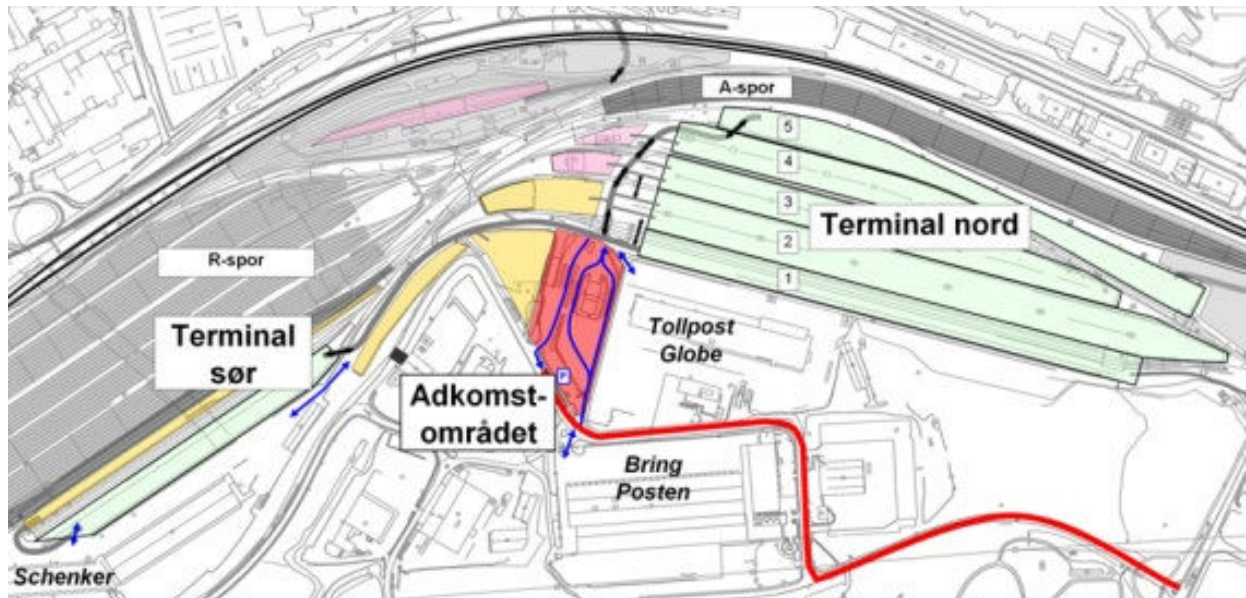 A-spor
5
4
3
Terminal nord
2
1
R-spor
Terminal
sør
Tollpost
Globe
P
Adkomst-
området
Bring
Posten
Schenker